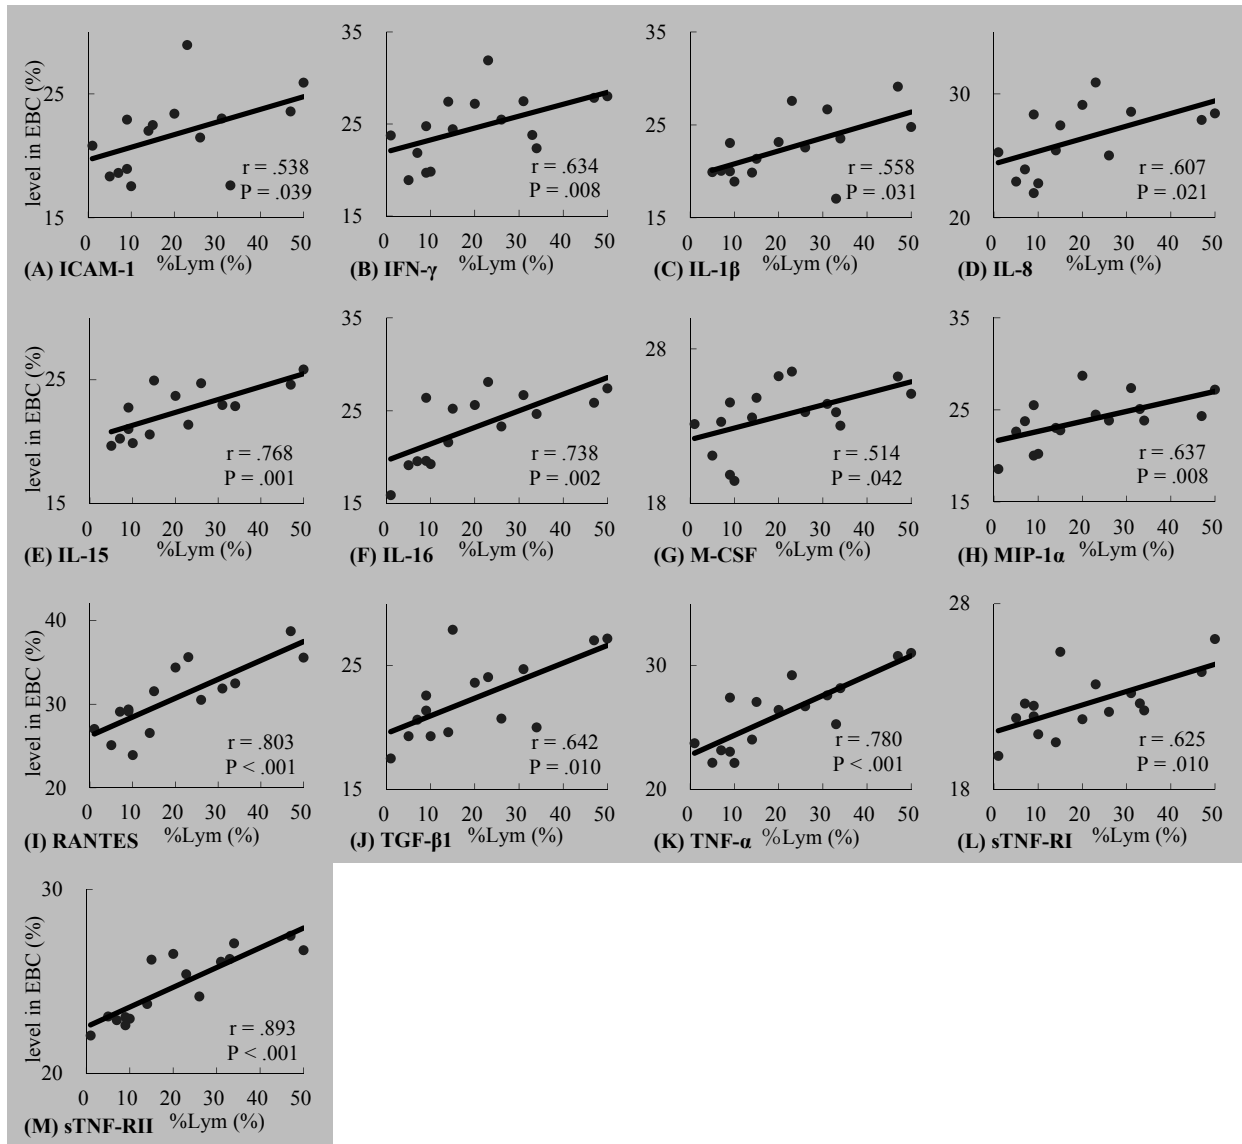 level in EBC (%)
25
15
r = .538
P = .039
0 10 20 30 40 50
(A) ICAM-1 %Lym (%)
35
25
15
r = .634
P = .008
0 10 20 30 40 50
(B) IFN-γ %Lym (%)
35
25
15
r = .558
P = .031
0 10 20 30 40 50
(C) IL-1β %Lym (%)
30
20
r = .607
P = .021
0 10 20 30 40 50
(D) IL-8 %Lym (%)
level in EBC (%)
25
15
r = .768
P = .001
0 10 20 30 40 50
(E) IL-15 %Lym (%)
35
25
15
r = .738
P = .002
0 10 20 30 40 50
(F) IL-16 %Lym (%)
28
18
r = .514
P = .042
0 10 20 30 40 50
(G) M-CSF %Lym (%)
35
25
15
r = .637
P = .008
0 10 20 30 40 50
(H) MIP-1α %Lym (%)
level in EBC (%)
40
30
20
r = .803
P < .001
0 10 20 30 40 50
(I) RANTES %Lym (%)
25
15
r = .642
P = .010
0 10 20 30 40 50
(J) TGF-β1 %Lym (%)
30
20
r = .780
P < .001
0 10 20 30 40 50
(K) TNF-α %Lym (%)
28
18
r = .625
P = .010
0 10 20 30 40 50
(L) sTNF-RI %Lym (%)
level in EBC (%)
30
20
r = .893
P < .001
0 10 20 30 40 50
(M) sTNF-RII %Lym (%)